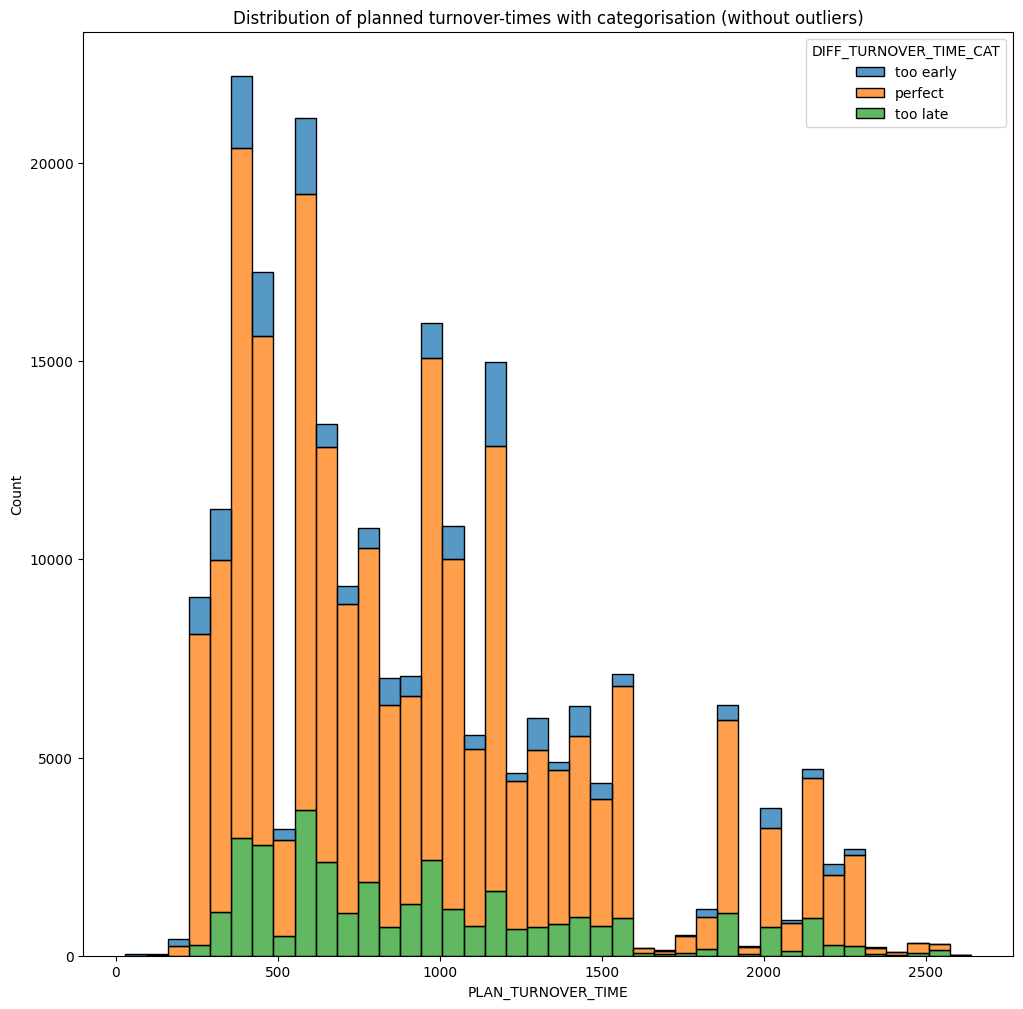 Distribution of planned turnover-times with categorisation (without outliers)
DIFF_TURNOVER_TIME_CAT
too early
perfect
too late
20000
15000
10000
5000
0
Count
0 500 1000 1500 2000 2500
PLAN_TURNOVER_TIME